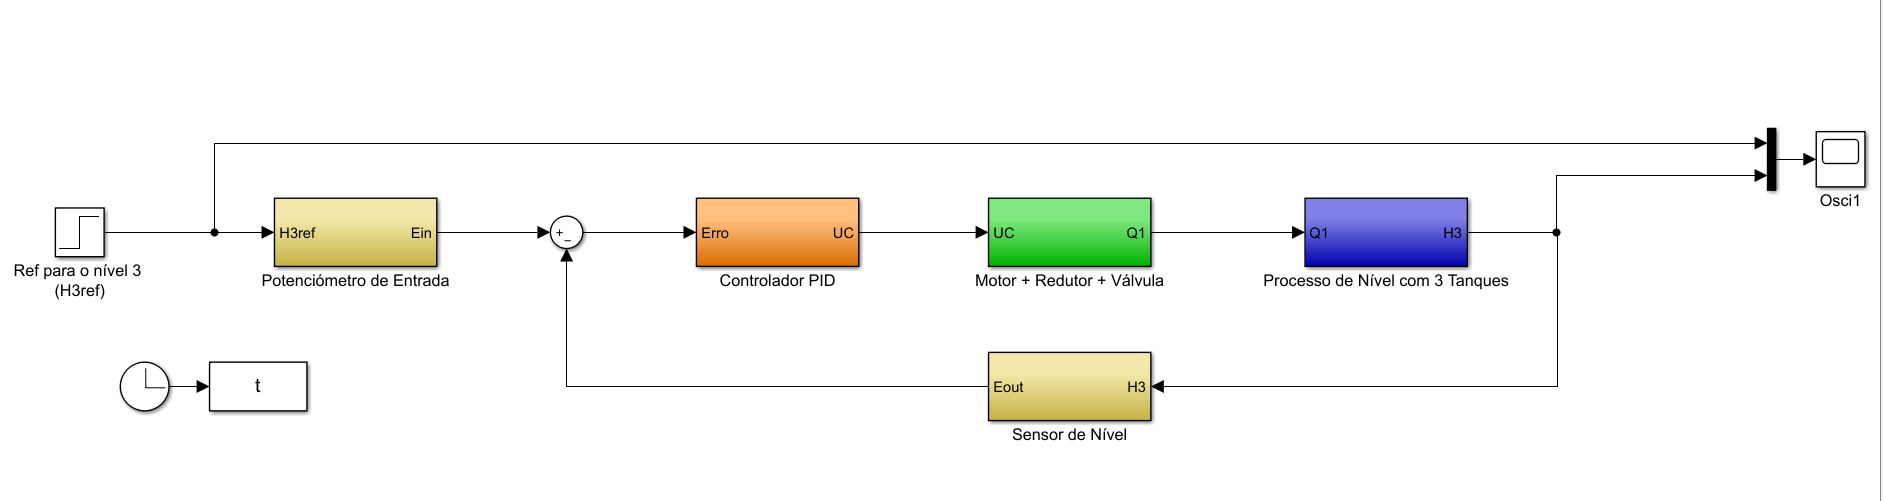 Osci1
H3ref Ein
+
−
Erro UC
UC Q1
Q1 H3
Ref para o nível 3
(H3ref)
Potenciómetro de Entrada
Controlador PID
Motor + Redutor + Válvula
Processo de Nível com 3 Tanques
t
Eout H3
Sensor de Nível